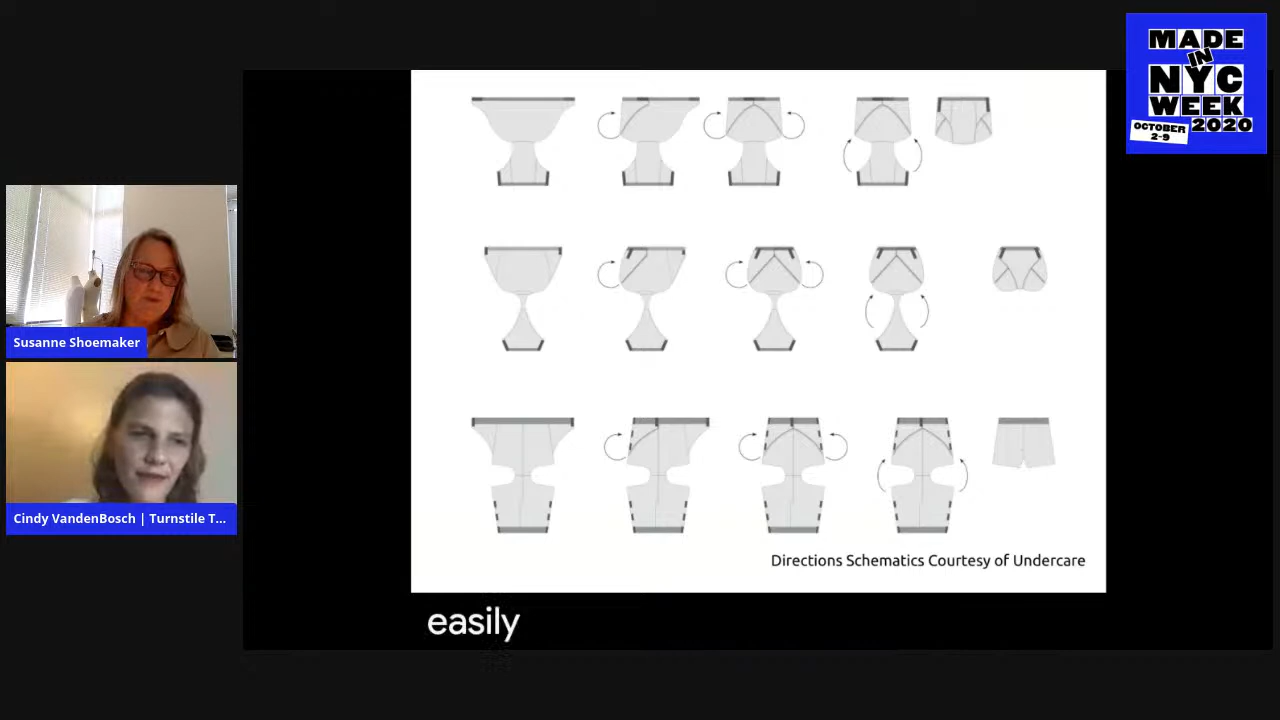 MADE
IN
NYC
WEEK
OCTOBER
2-9
2020
Susanne Shoemaker
Cindy VandenBosch | Turnstile T...
Directions Schematics Courtesy of Undercare
easily